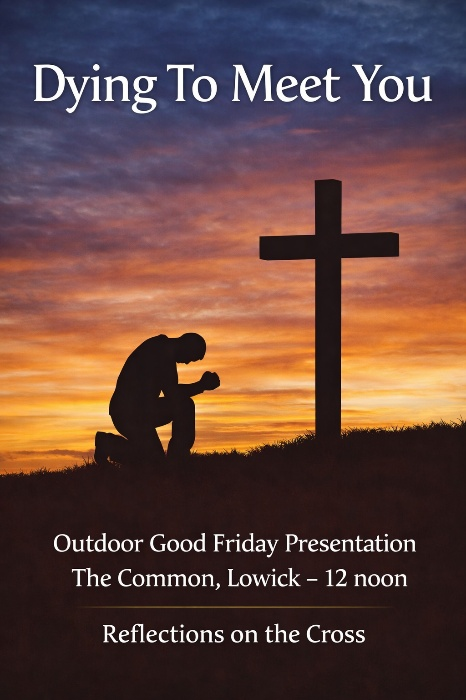 Dying To Meet You
Outdoor Good Friday Presentation
The Common, Lowick – 12 noon
Reflections on the Cross